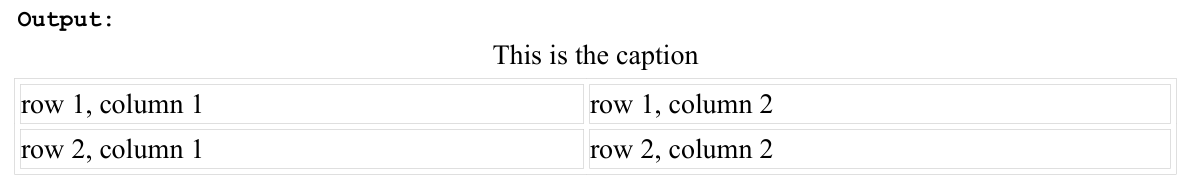 Output:
This is the caption
row 1, column 1 row 1, column 2
row 2, column 1 row 2, column 2